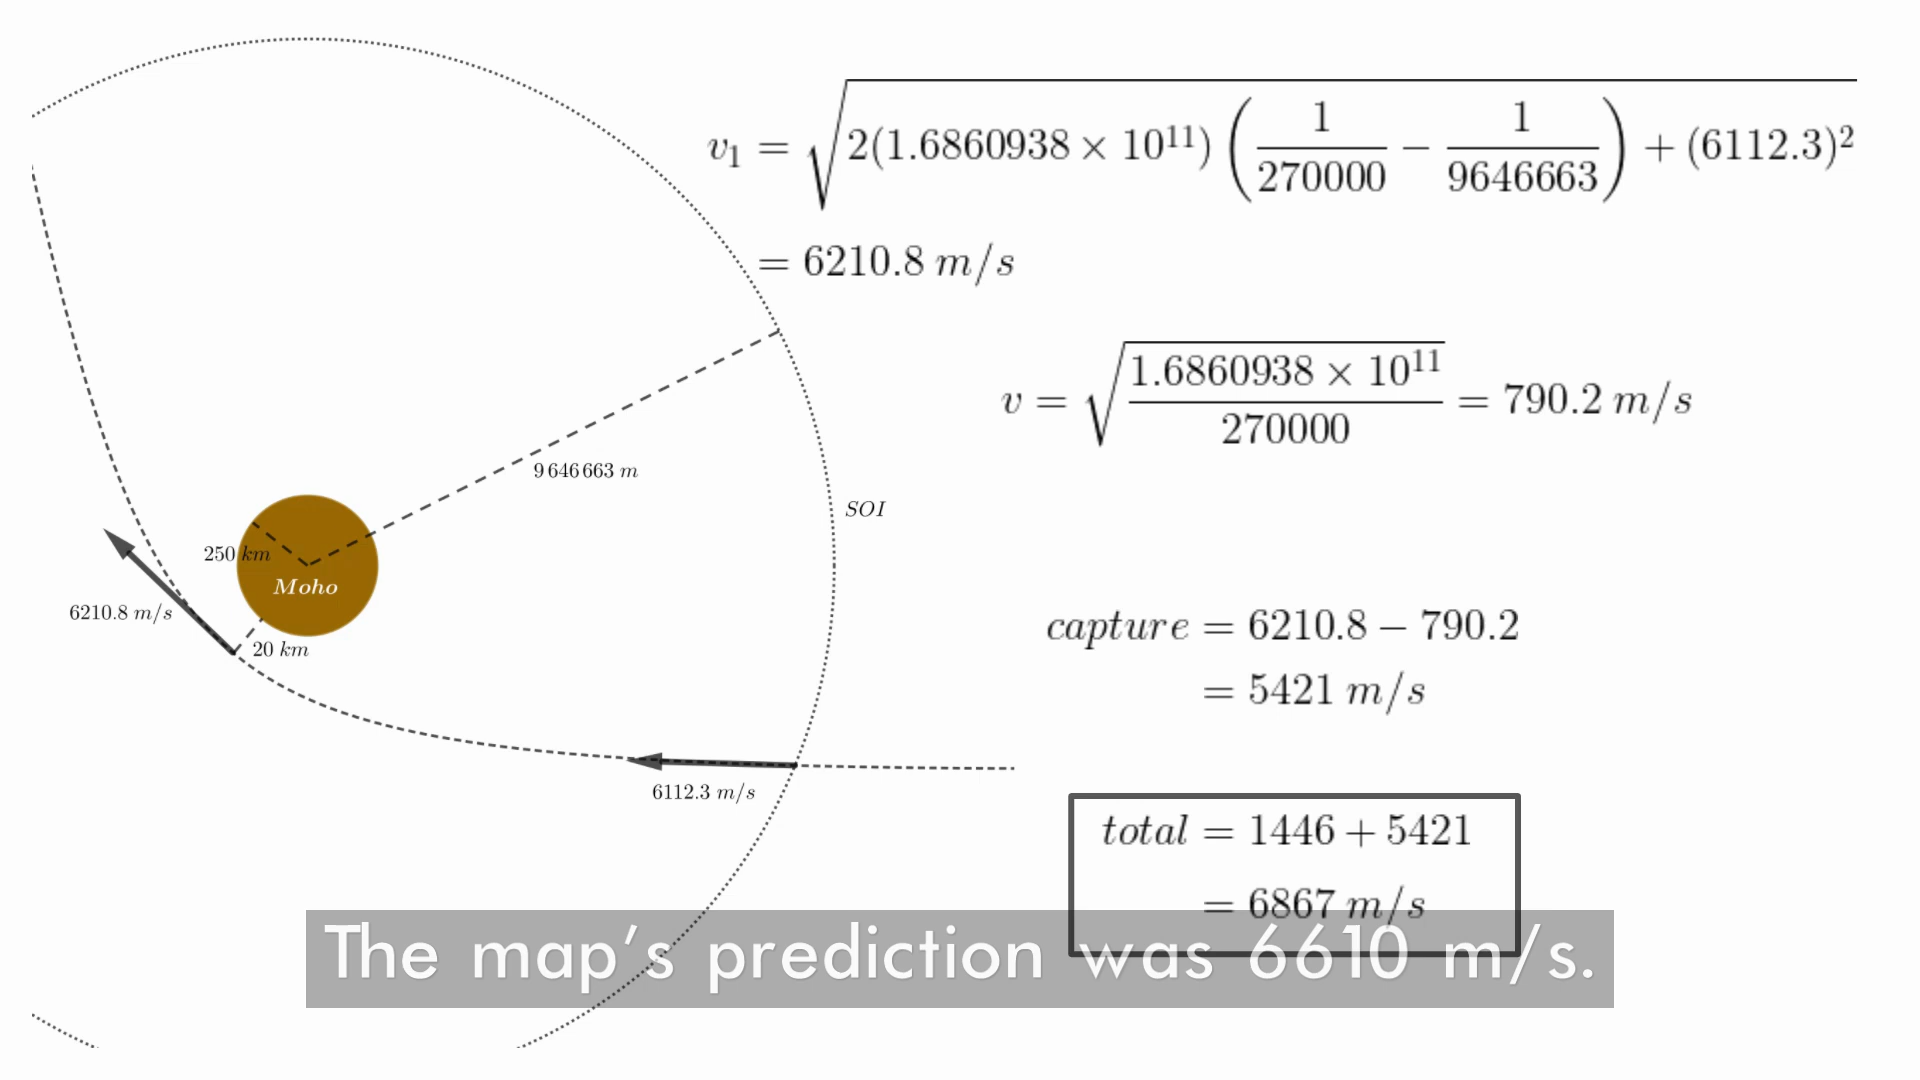 v₁ = √(2(1.6860938 × 10¹¹)(1/270000 − 1/9646663) + (6112.3)²)
= 6210.8 m/s
v = √(1.6860938 × 10¹¹/270000) = 790.2 m/s
9 646 663 m
SOI
250 km
Moho
6210.8 m/s
20 km
6112.3 m/s
capture = 6210.8 − 790.2
= 5421 m/s
total = 1446 + 5421
= 6867 m/s
The map's prediction was 6610 m/s.